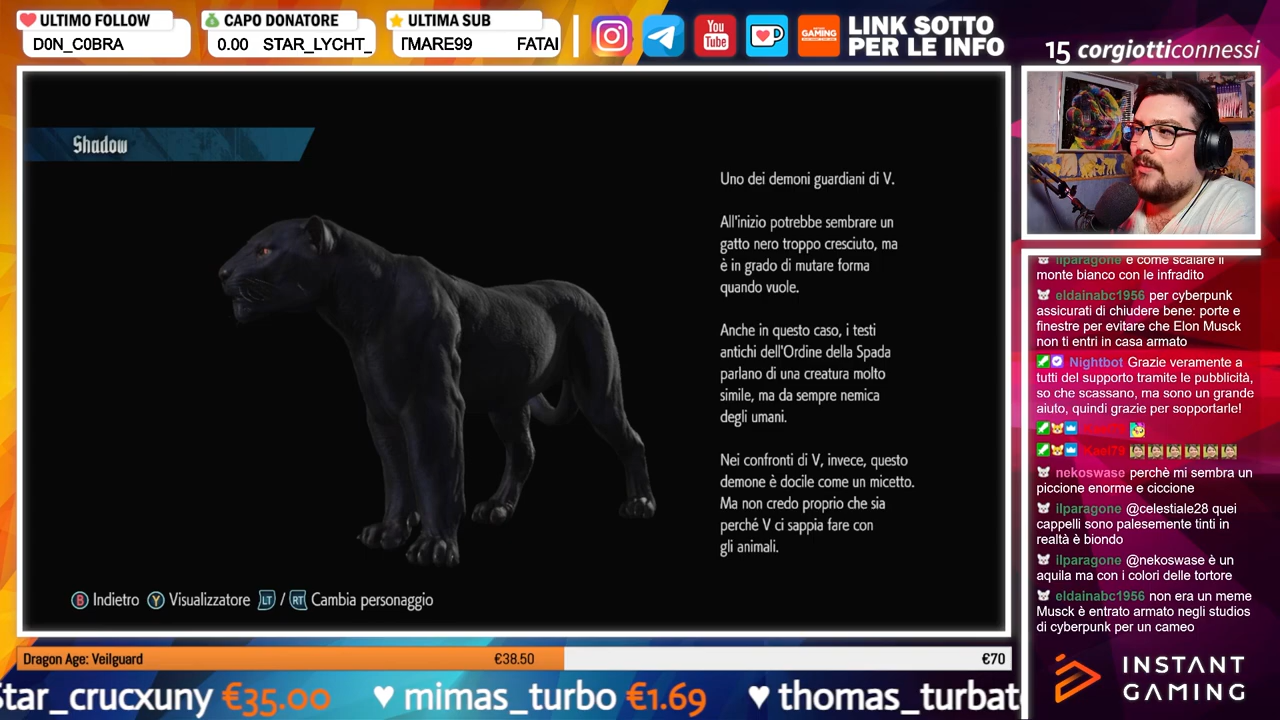 ULTIMO FOLLOW
D0N_C0BRA
CAPO DONATORE
0.00 STAR_LYCHT_
ULTIMA SUB
MARE99 FATAI
You
Tube
GAMING
LINK SOTTO
PER LE INFO
15 corgiotticonnessi
Shadow
Uno dei demoni guardiani di V.
All'inizio potrebbe sembrare un
gatto nero troppo cresciuto, ma
è in grado di mutare forma
quando vuole.
Anche in questo caso, i testi
antichi dell'Ordine della Spada
parlano di una creatura molto
simile, ma da sempre nemica
degli umani.
Nei confronti di V, invece, questo
demone è docile come un micetto.
Ma non credo proprio che sia
perché V ci sappia fare con
gli animali.
B Indietro Y Visualizzatore LT / RT Cambia personaggio
ilparagone è come scalare il
monte bianco con le infradito
eldainabc1956 per cyberpunk
assicurati di chiudere bene: porte e
finestre per evitare che Elon Musck
non ti entri in casa armato
Nightbot Grazie veramente a
tutti del supporto tramite le pubblicità,
so che scassano, ma sono un grande
aiuto, quindi grazie per sopportarle!
nekoswase perchè mi sembra un
piccione enorme e ciccione
ilparagone @celestiale28 quei
cappelli sono palesemente tinti in
realtà è biondo
ilparagone @nekoswase è un
aquila ma con i colori delle tortore
eldainabc1956 non era un meme
Musck è entrato armato negli studios
di cyberpunk per un cameo
Dragon Age: Veilguard €38.50 €70
Star_crucxuny €35.00 ♥ mimas_turbo €1.69 ♥ thomas_turbat
INSTANT
GAMING